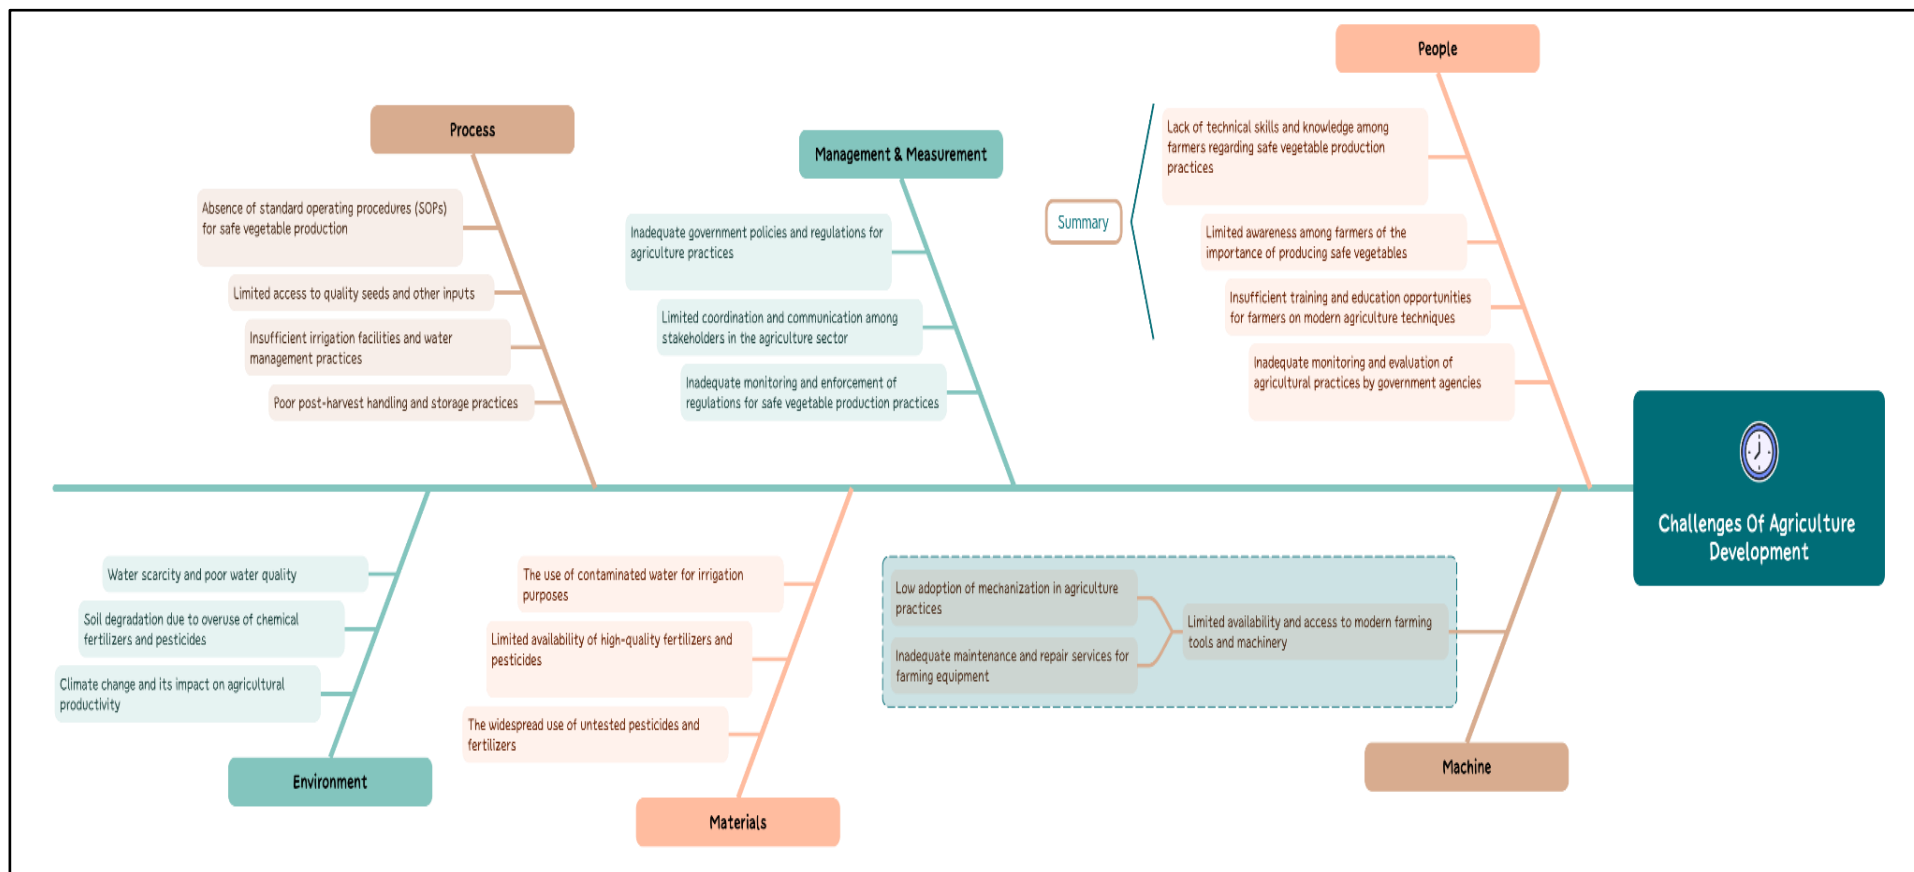 People
Process
Management & Measurement
Lack of technical skills and knowledge among
farmers regarding safe vegetable production
practices
Summary
Limited awareness among farmers of the
importance of producing safe vegetables
Insufficient training and education opportunities
for farmers on modern agriculture techniques
Inadequate monitoring and evaluation of
agricultural practices by government agencies
Absence of standard operating procedures (SOPs)
for safe vegetable production
Limited access to quality seeds and other inputs
Insufficient irrigation facilities and water
management practices
Poor post-harvest handling and storage practices
Inadequate government policies and regulations for
agriculture practices
Limited coordination and communication among
stakeholders in the agriculture sector
Inadequate monitoring and enforcement of
regulations for safe vegetable production practices
Challenges Of Agriculture
Development
Water scarcity and poor water quality
Soil degradation due to overuse of chemical
fertilizers and pesticides
Climate change and its impact on agricultural
productivity
Environment
The use of contaminated water for irrigation
purposes
Limited availability of high-quality fertilizers and
pesticides
The widespread use of untested pesticides and
fertilizers
Materials
Low adoption of mechanization in agriculture
practices
Inadequate maintenance and repair services for
farming equipment
Limited availability and access to modern farming
tools and machinery
Machine